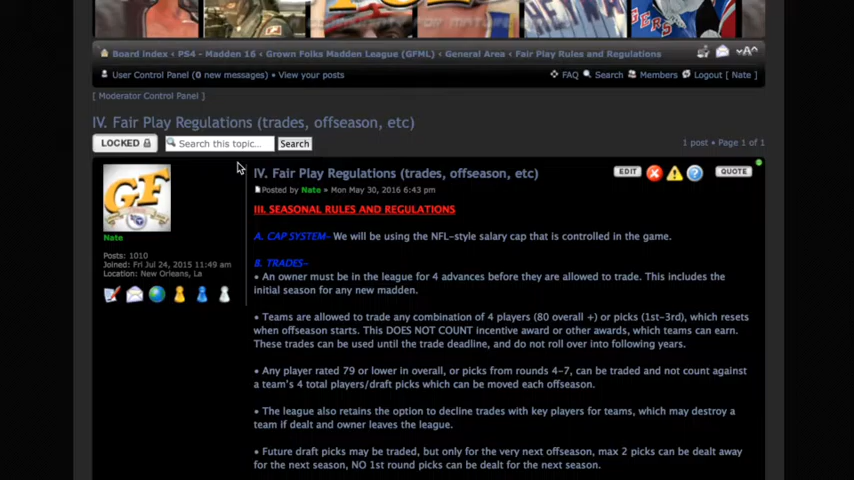 COMMUNITY FOR MATURE
RANGERS
Board index ‹ PS4 - Madden 16 ‹ Grown Folks Madden League (GFML) ‹ General Area ‹ Fair Play Rules and Regulations
User Control Panel (0 new messages) • View your posts
FAQ Search Members Logout [ Nate ]
[ Moderator Control Panel ]
IV. Fair Play Regulations (trades, offseason, etc)
LOCKED Search this topic... Search 1 post • Page 1 of 1
IV. Fair Play Regulations (trades, offseason, etc)
EDIT QUOTE
Posted by Nate » Mon May 30, 2016 6:43 pm
GF
Nate
Posts: 1010
Joined: Fri Jul 24, 2015 11:49 am
Location: New Orleans, La
III. SEASONAL RULES AND REGULATIONS
A. CAP SYSTEM- We will be using the NFL-style salary cap that is controlled in the game.
B. TRADES-
• An owner must be in the league for 4 advances before they are allowed to trade. This includes the
initial season for any new madden.
• Teams are allowed to trade any combination of 4 players (80 overall +) or picks (1st-3rd), which resets
when offseason starts. This DOES NOT COUNT incentive award or other awards, which teams can earn.
These trades can be used until the trade deadline, and do not roll over into following years.
• Any player rated 79 or lower in overall, or picks from rounds 4-7, can be traded and not count against
a team's 4 total players/draft picks which can be moved each offseason.
• The league also retains the option to decline trades with key players for teams, which may destroy a
team if dealt and owner leaves the league.
• Future draft picks may be traded, but only for the very next offseason, max 2 picks can be dealt away
for the next season, NO 1st round picks can be dealt for the next season.